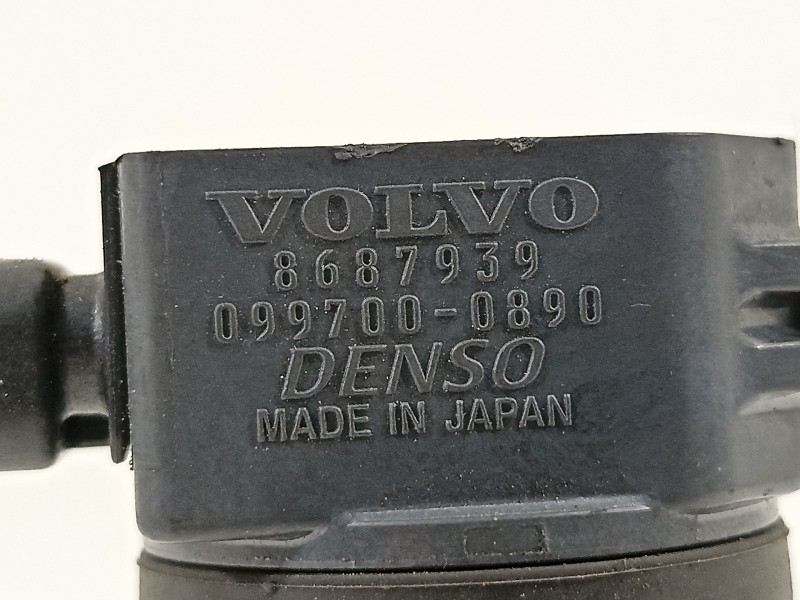 VOLVO
8687939
099700-0890
DENSO
MADE IN JAPAN